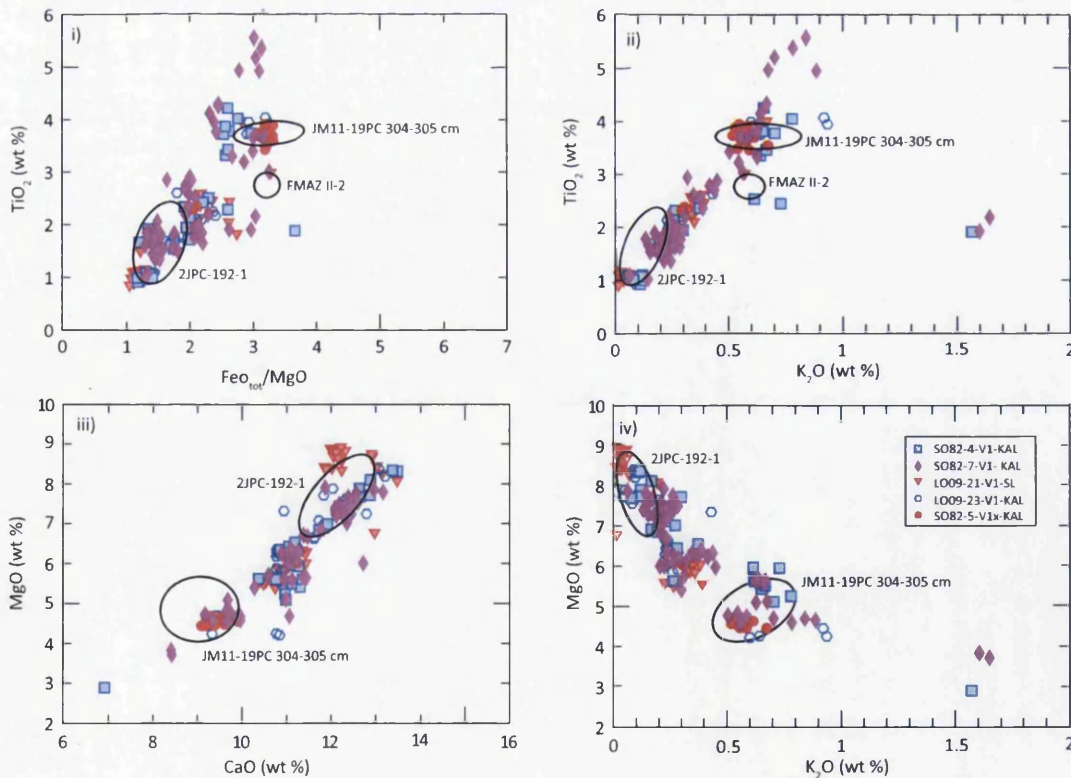 i)
6
5
4
3
2
1
0
TiO2 (wt %)
JM11-19PC 304-305 cm
FMAZ II-2
2JPC-192-1
0 1 2 3 4 5 6 7
Feotot/MgO
ii)
6
5
4
3
2
1
0
TiO2 (wt %)
JM11-19PC 304-305 cm
FMAZ II-2
2JPC-192-1
0 0.5 1 1.5 2
K2O (wt %)
iii)
10
9
8
7
6
5
4
3
2
MgO (wt %)
2JPC-192-1
JM11-19PC 304-305 cm
6 8 10 12 14 16
CaO (wt %)
iv)
10
9
8
7
6
5
4
3
2
MgO (wt %)
2JPC-192-1
JM11-19PC 304-305 cm
SO82-4-V1-KAL
SO82-7-V1- KAL
LO09-21-V1-SL
LO09-23-V1-KAL
SO82-5-V1x-KAL
0 0.5 1 1.5 2
K2O (wt %)